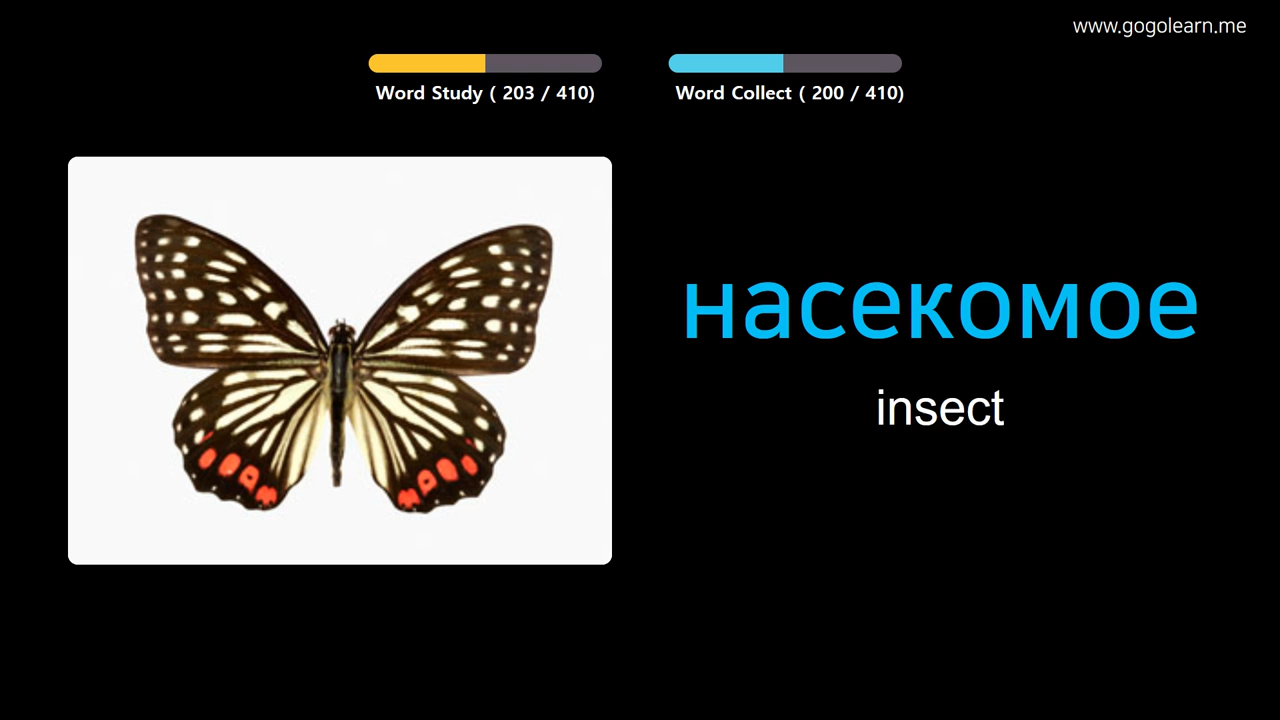 www.gogolearn.me
Word Study ( 203 / 410)
Word Collect ( 200 / 410)
насекомое
insect